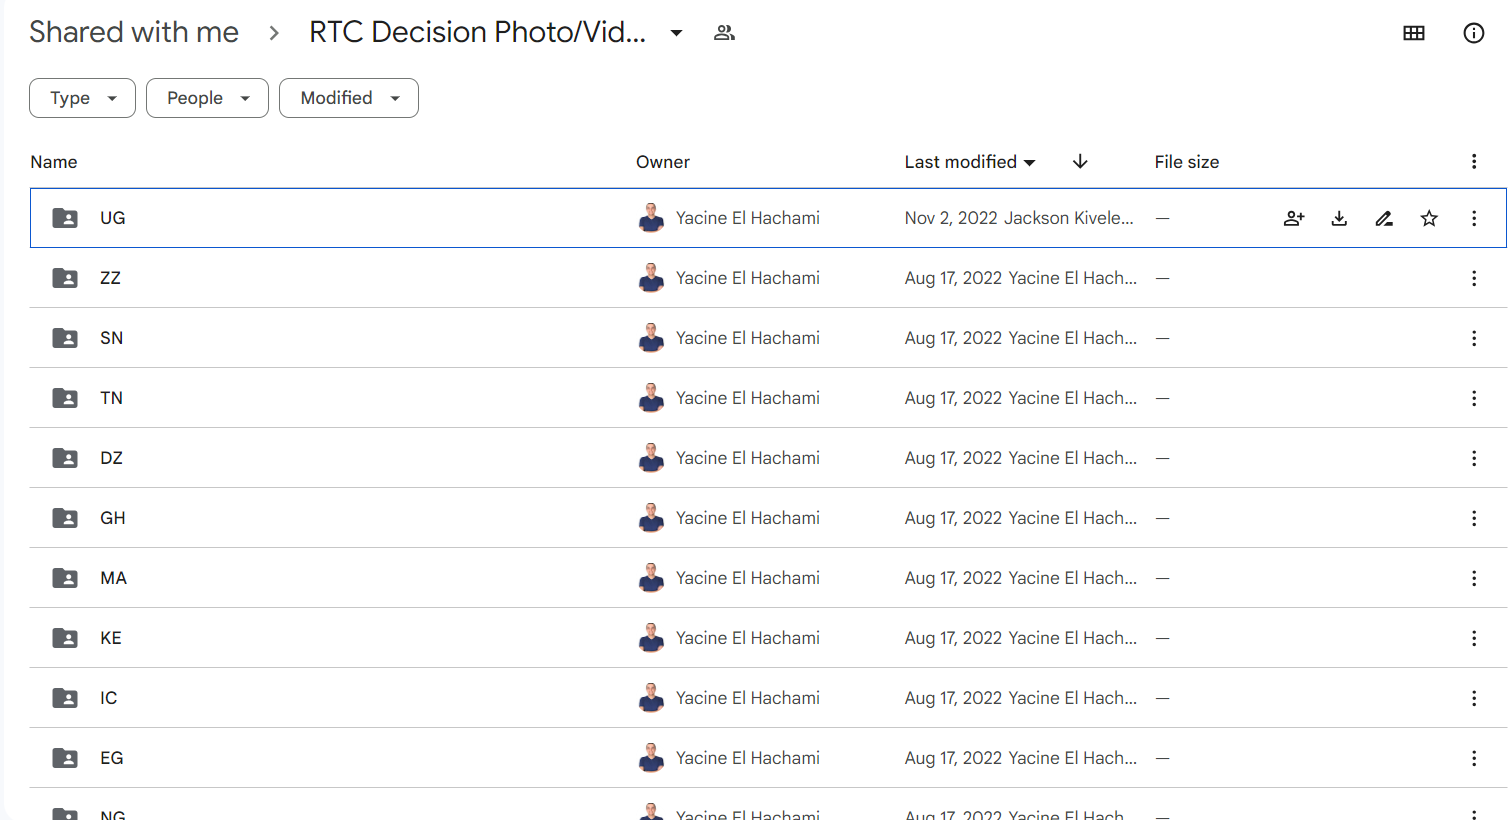 Shared with me > RTC Decision Photo/Vid...
Type People Modified
Name Owner Last modified File size
UG Yacine El Hachami Nov 2, 2022 Jackson Kivele... —
ZZ Yacine El Hachami Aug 17, 2022 Yacine El Hach... —
SN Yacine El Hachami Aug 17, 2022 Yacine El Hach... —
TN Yacine El Hachami Aug 17, 2022 Yacine El Hach... —
DZ Yacine El Hachami Aug 17, 2022 Yacine El Hach... —
GH Yacine El Hachami Aug 17, 2022 Yacine El Hach... —
MA Yacine El Hachami Aug 17, 2022 Yacine El Hach... —
KE Yacine El Hachami Aug 17, 2022 Yacine El Hach... —
IC Yacine El Hachami Aug 17, 2022 Yacine El Hach... —
EG Yacine El Hachami Aug 17, 2022 Yacine El Hach... —
NG Yacine El Hachami Aug 17, 2022 Yacine El Hach... —